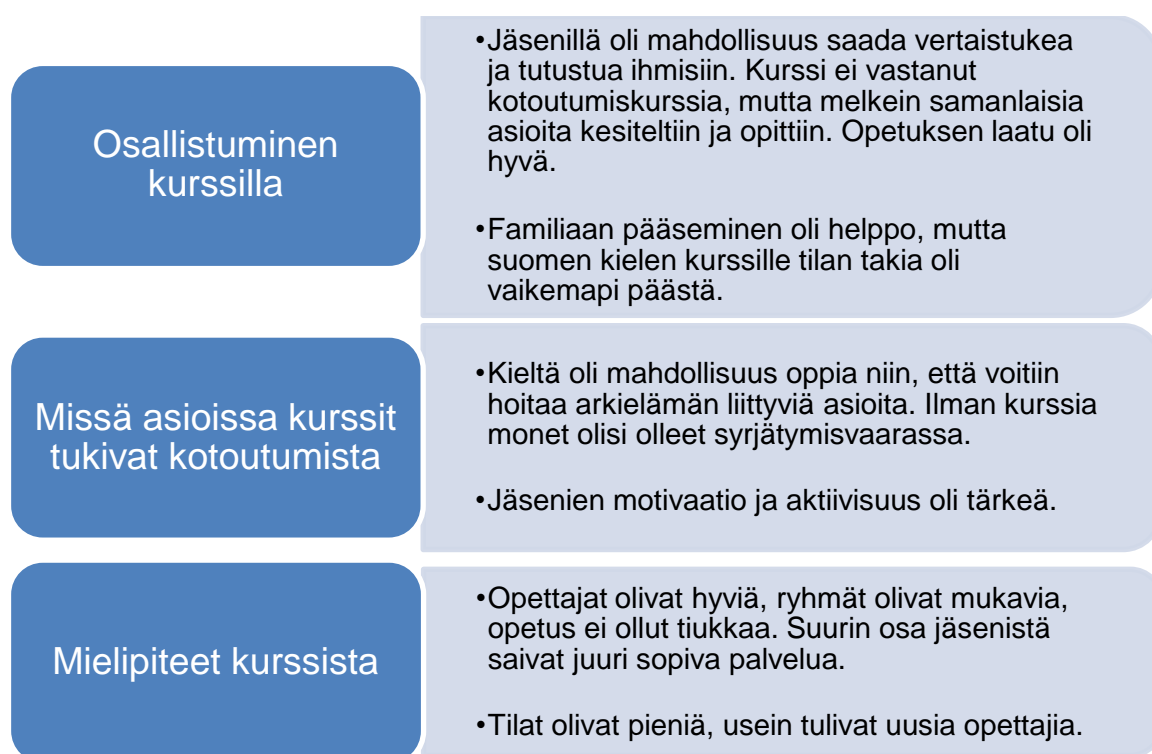 Osallistuminen
kurssilla
•Jäsenillä oli mahdollisuus saada vertaistukea
ja tutustua ihmisiin. Kurssi ei vastanut
kotoutumiskurssia, mutta melkein samanlaisia
asioita kesiteltiin ja opittiin. Opetuksen laatu oli
hyvä.
•Familiaan pääseminen oli helppo, mutta
suomen kielen kurssille tilan takia oli
vaikemapi päästä.
Missä asioissa kurssit
tukivat kotoutumista
•Kieltä oli mahdollisuus oppia niin, että voitiin
hoitaa arkielämän liittyviä asioita. Ilman kurssia
monet olisi olleet syrjätymisvaarassa.
•Jäsenien motivaatio ja aktiivisuus oli tärkeä.
Mielipiteet kurssista
•Opettajat olivat hyviä, ryhmät olivat mukavia,
opetus ei ollut tiukkaa. Suurin osa jäsenistä
saivat juuri sopiva palvelua.
•Tilat olivat pieniä, usein tulivat uusia opettajia.